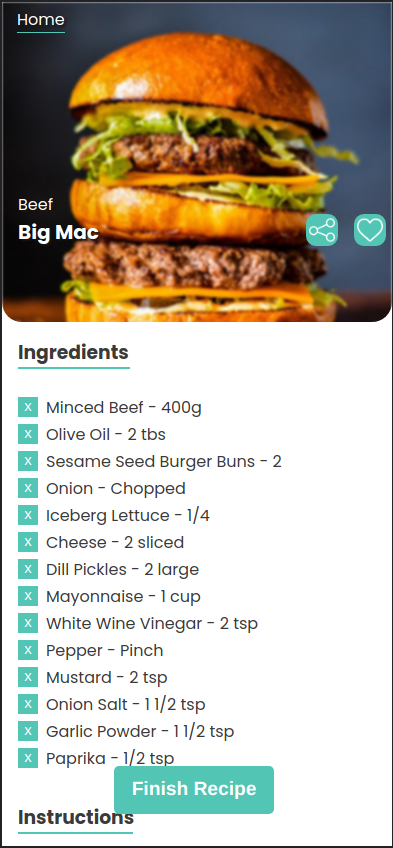 Home
Beef
Big Mac
Ingredients
x Minced Beef - 400g
x Olive Oil - 2 tbs
x Sesame Seed Burger Buns - 2
x Onion - Chopped
x Iceberg Lettuce - 1/4
x Cheese - 2 sliced
x Dill Pickles - 2 large
x Mayonnaise - 1 cup
x White Wine Vinegar - 2 tsp
x Pepper - Pinch
x Mustard - 2 tsp
x Onion Salt - 1 1/2 tsp
x Garlic Powder - 1 1/2 tsp
x Paprika - 1/2 tsp
Finish Recipe
Instructions